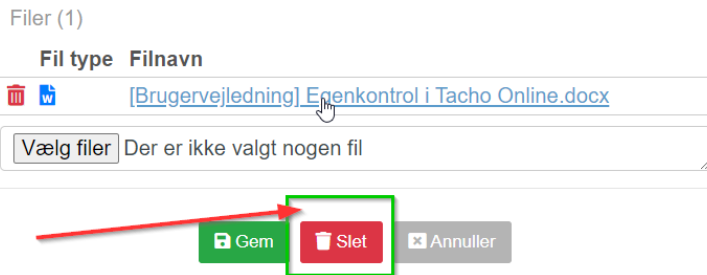 Filer (1)
Fil type Filnavn
[Brugervejledning] Egenkontrol i Tacho Online.docx
Vælg filer Der er ikke valgt nogen fil
Gem Slet Annuller